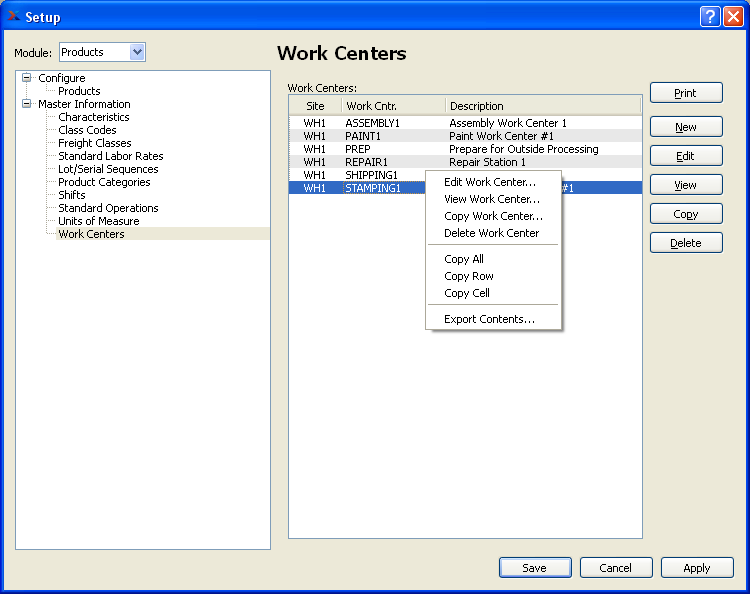 Setup
Module: Products
Work Centers
Configure
Products
Master Information
Characteristics
Class Codes
Freight Classes
Standard Labor Rates
Lot/Serial Sequences
Product Categories
Shifts
Standard Operations
Units of Measure
Work Centers
Work Centers:
Site Work Cntr. Description
WH1 ASSEMBLY1 Assembly Work Center 1
WH1 PAINT1 Paint Work Center #1
WH1 PREP Prepare for Outside Processing
WH1 REPAIR1 Repair Station 1
WH1 SHIPPING1
WH1 STAMPING1 #1
Edit Work Center...
View Work Center...
Copy Work Center...
Delete Work Center
Copy All
Copy Row
Copy Cell
Export Contents...
Print
New
Edit
View
Copy
Delete
Save Cancel Apply